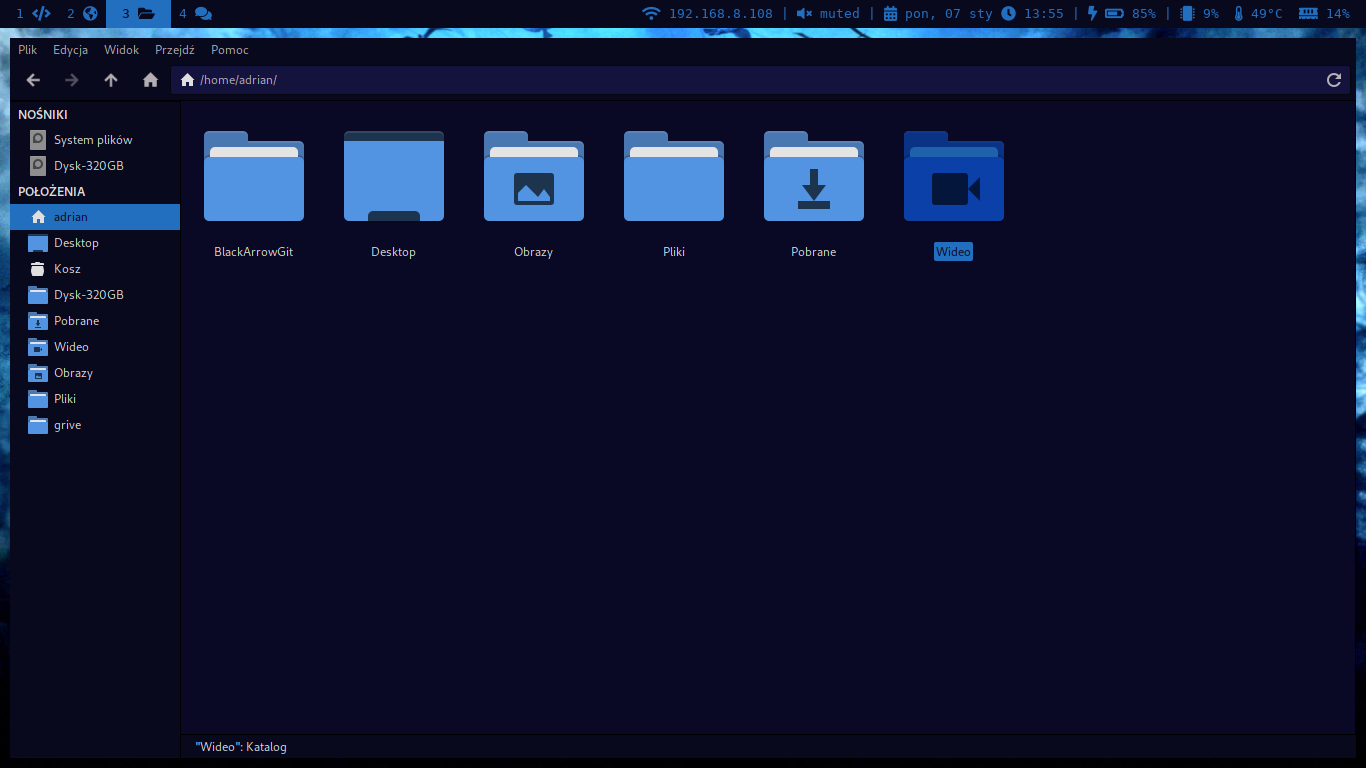 1 2 3 4 192.168.8.108 | muted | pon, 07 sty 13:55 | 85% | 9% 49°C 14%
Plik Edycja Widok Przejdź Pomoc
/home/adrian/
NOŚNIKI
System plików
Dysk-320GB
POŁOŻENIA
adrian
Desktop
Kosz
Dysk-320GB
Pobrane
Wideo
Obrazy
Pliki
grive
BlackArrowGit Desktop Obrazy Pliki Pobrane Wideo
"Wideo": Katalog